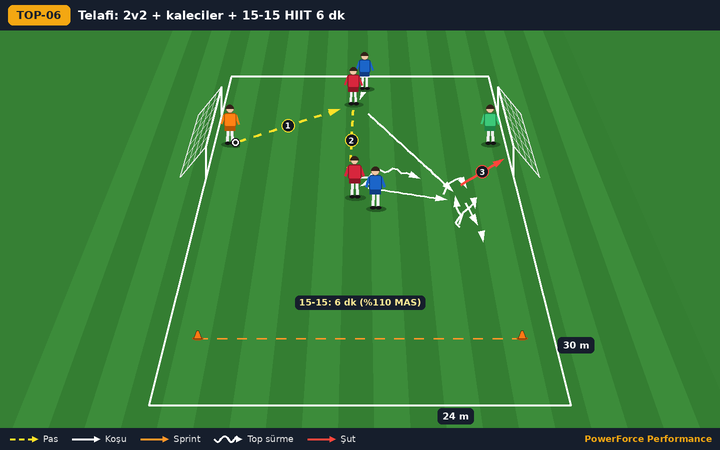 TOP-06
Telafi: 2v2 + kaleciler + 15-15 HIIT 6 dk
1
2
3
15-15: 6 dk (%110 MAS)
30 m
24 m
Pas
Koşu
Sprint
Top sürme
Şut
PowerForce Performance